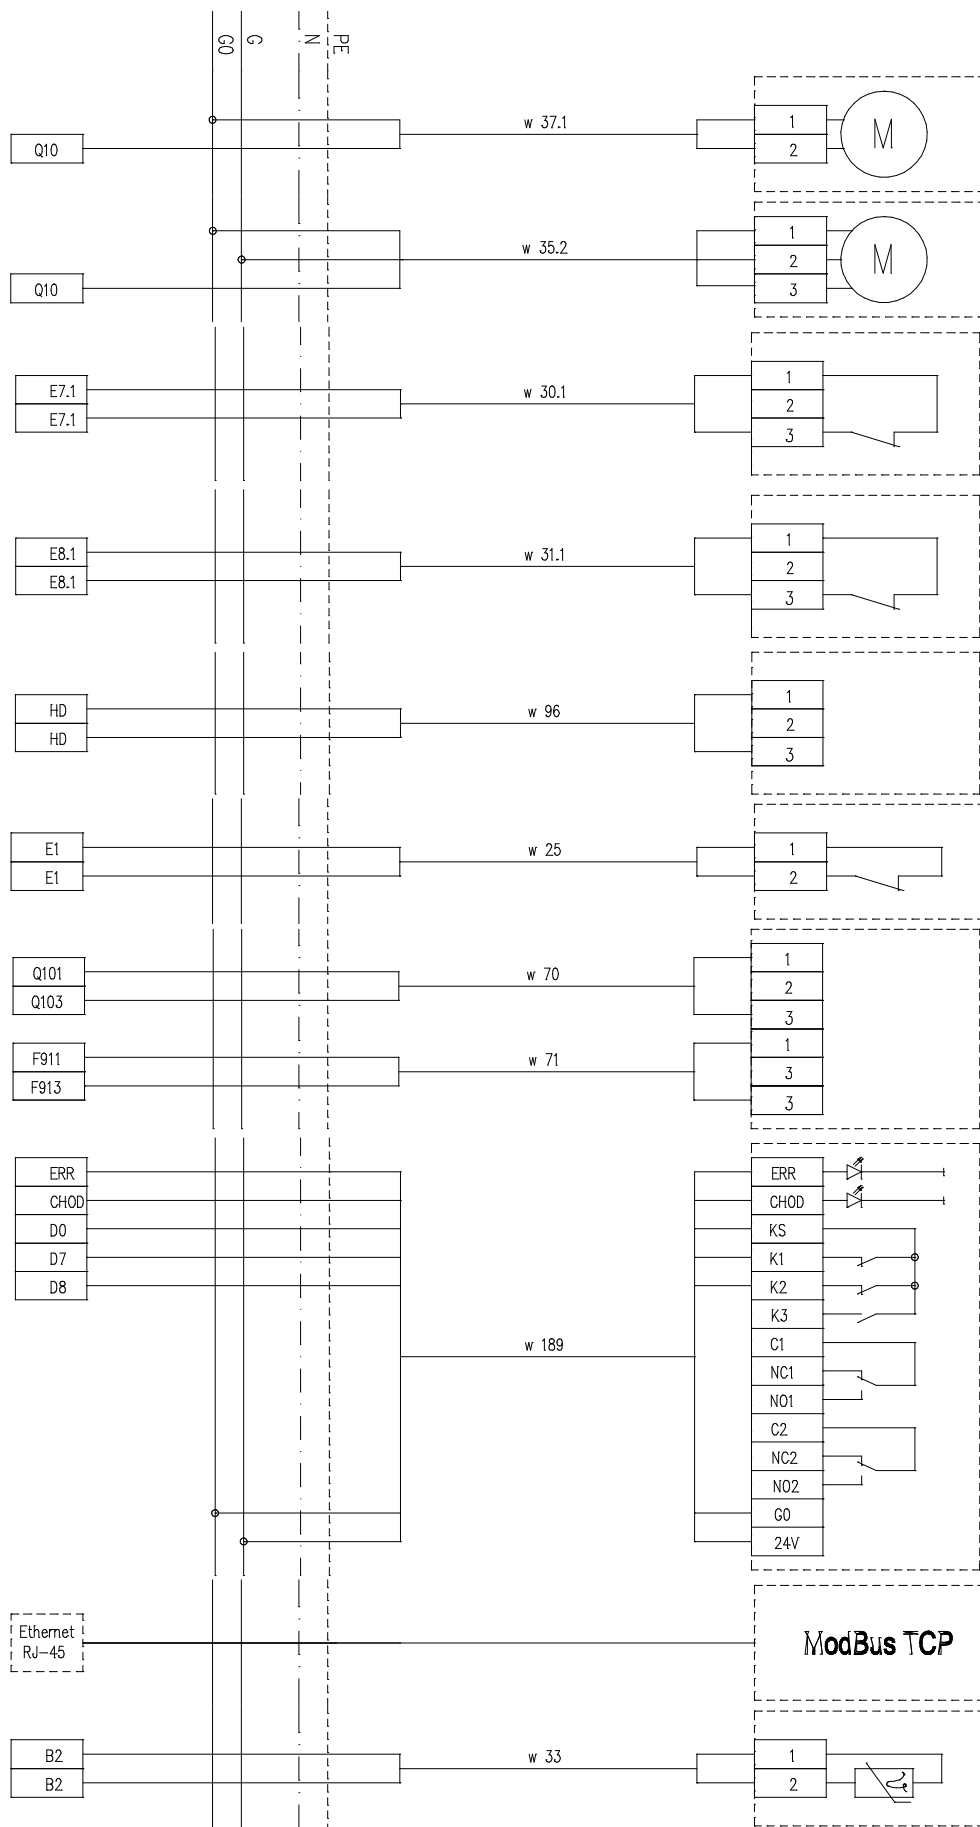 G0
G
N
PE
w 37.1
1
2
M
Q10
w 35.2
1
2
3
M
Q10
E7.1
E7.1
w 30.1
1
2
3
E8.1
E8.1
w 31.1
1
2
3
HD
HD
w 96
1
2
3
E1
E1
w 25
1
2
Q101
Q103
w 70
1
2
3
F911
F913
w 71
1
3
3
ERR
CHOD
D0
D7
D8
w 189
ERR
CHOD
KS
K1
K2
K3
C1
NC1
NO1
C2
NC2
NO2
G0
24V
Ethernet
RJ-45
ModBus TCP
B2
B2
w 33
1
2